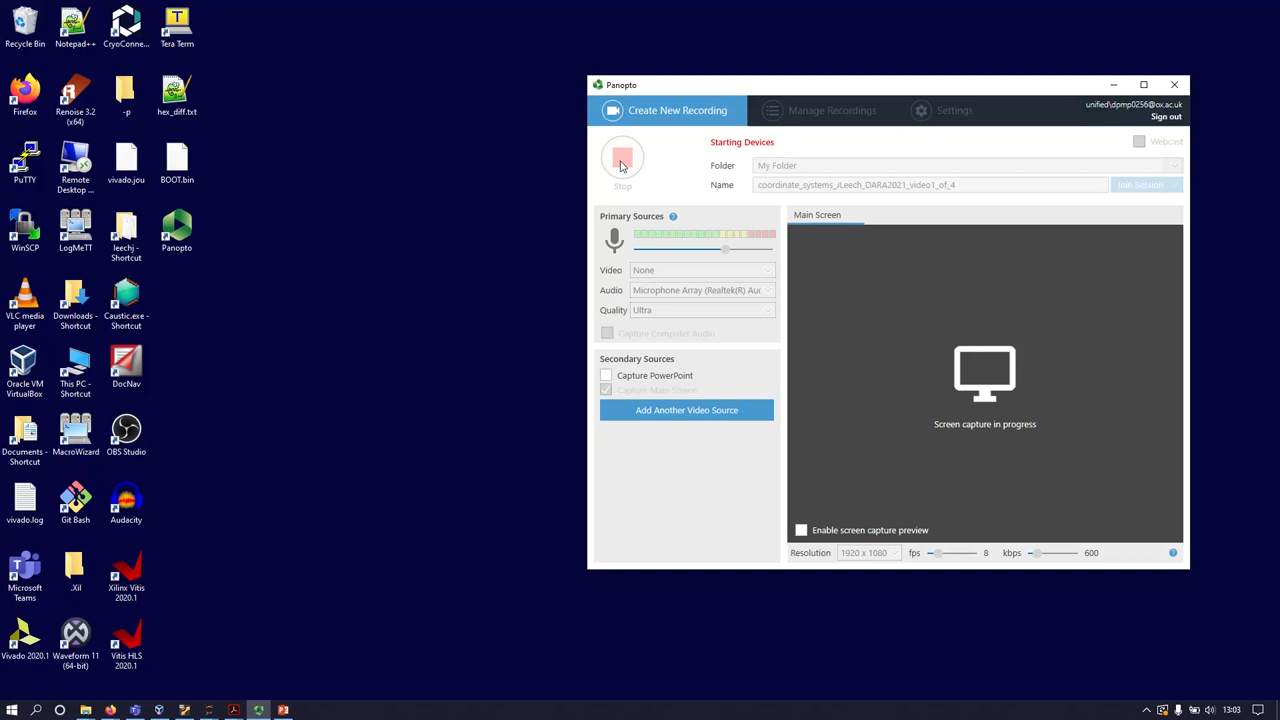 Recycle Bin
Notepad++
CryoConne...
Tera Term
Firefox
Renoise 3.2
(x64)
-p
hex_diff.txt
PuTTY
Remote
Desktop ...
vivado.jou
BOOT.bin
WinSCP
LogMeTT
leechj -
Shortcut
Panopto
VLC media
player
Downloads -
Shortcut
Caustic.exe -
Shortcut
Oracle VM
VirtualBox
This PC -
Shortcut
DocNav
Documents -
Shortcut
MacroWizard
OBS Studio
vivado.log
Git Bash
Audacity
Microsoft
Teams
.Xil
Xilinx Vitis
2020.1
Vivado 2020.1
Waveform 11
(64-bit)
Vitis HLS
2020.1
Panopto
Create New Recording
Manage Recordings
Settings
unified\dpmp0256@ox.ac.uk
Sign out
Stop
Starting Devices
Webcast
Folder
My Folder
Name
coordinate_systems_JLeech_DARA2021_video1_of_4
Join Session
Primary Sources
?
Video
None
Audio
Microphone Array (Realtek(R) Auc
Quality
Ultra
Capture Computer Audio
Secondary Sources
Capture PowerPoint
Capture Main Screen
Add Another Video Source
Main Screen
Screen capture in progress
Enable screen capture preview
Resolution
1920 x 1080
fps
8
kbps
600
?
13:03